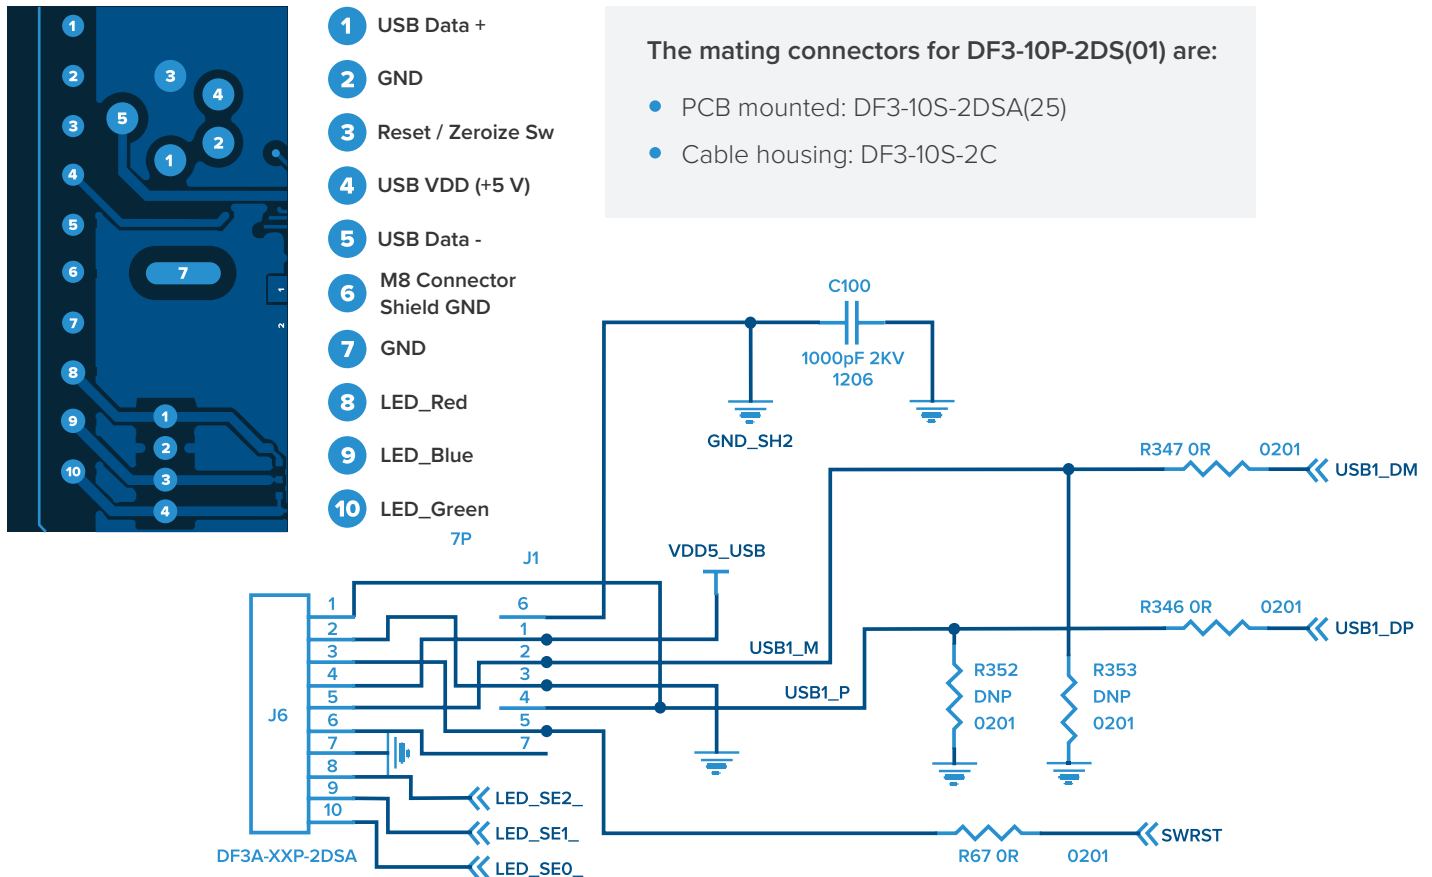 1
2
3
4
5
6
7
8
9
10
3
4
5
2
1
7
1
2
1
2
3
4
1 USB Data +
2 GND
3 Reset / Zeroize Sw
4 USB VDD (+5 V)
5 USB Data -
6 M8 Connector
Shield GND
7 GND
8 LED_Red
9 LED_Blue
10 LED_Green
The mating connectors for DF3-10P-2DS(01) are:
• PCB mounted: DF3-10S-2DSA(25)
• Cable housing: DF3-10S-2C
C100
1000pF 2KV
1206
GND_SH2
R347 0R 0201
USB1_DM
7P
J1
VDD5_USB
R346 0R 0201
USB1_DP
1
2
3
4
5
6
7
8
9
10
J6
DF3A-XXP-2DSA
6
1
2
3
4
5
7
USB1_M
USB1_P
R352
DNP
0201
R353
DNP
0201
LED_SE2_
LED_SE1_
LED_SE0_
SWRST
R67 0R 0201